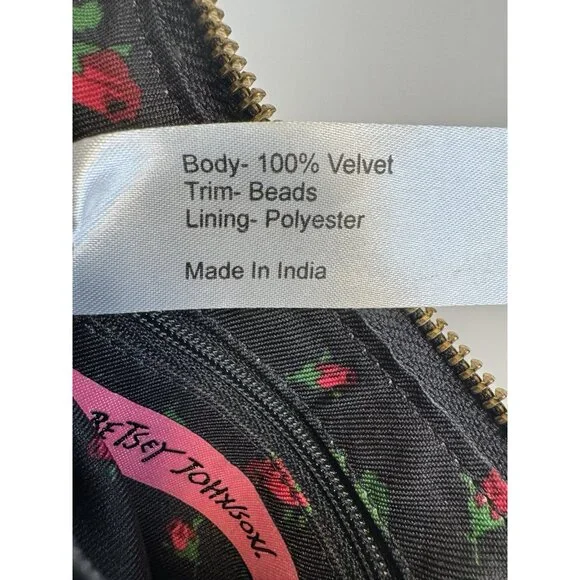 Body- 100% Velvet
Trim- Beads
Lining- Polyester
Made In India
BETSEY JOHNSON.